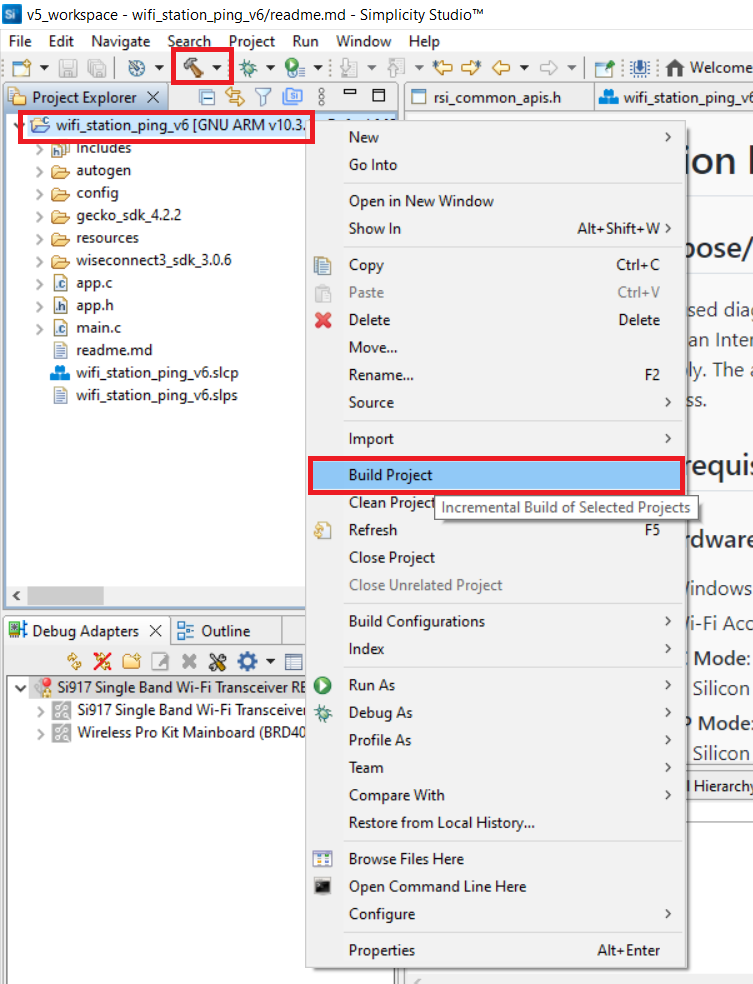 v5_workspace - wifi_station_ping_v6/readme.md - Simplicity Studio™
File Edit Navigate Search Project Run Window Help
Welcome
Project Explorer
rsi_common_apis.h
wifi_station_ping_v6
wifi_station_ping_v6 [GNU ARM v10.3.
Includes
autogen
config
gecko_sdk_4.2.2
resources
wiseconnect3_sdk_3.0.6
app.c
app.h
main.c
readme.md
wifi_station_ping_v6.slcp
wifi_station_ping_v6.slps
New
Go Into
Open in New Window
Show In Alt+Shift+W
Copy Ctrl+C
Paste Ctrl+V
Delete Delete
Move...
Rename... F2
Source
Import
Build Project
Clean Project
Incremental Build of Selected Projects
Refresh F5
Close Project
Close Unrelated Project
Build Configurations
Index
Run As
Debug As
Profile As
Team
Compare With
Restore from Local History...
Browse Files Here
Open Command Line Here
Configure
Properties Alt+Enter
Debug Adapters
Outline
Si917 Single Band Wi-Fi Transceiver RE
Si917 Single Band Wi-Fi Transceiver
Wireless Pro Kit Mainboard (BRD40
ion
pose/
sed
an
ly. The
ss.
requis
rdware
indows
i-Fi Acc
Mode:
Silicon
P Mode:
Silicon
l Hierarchy